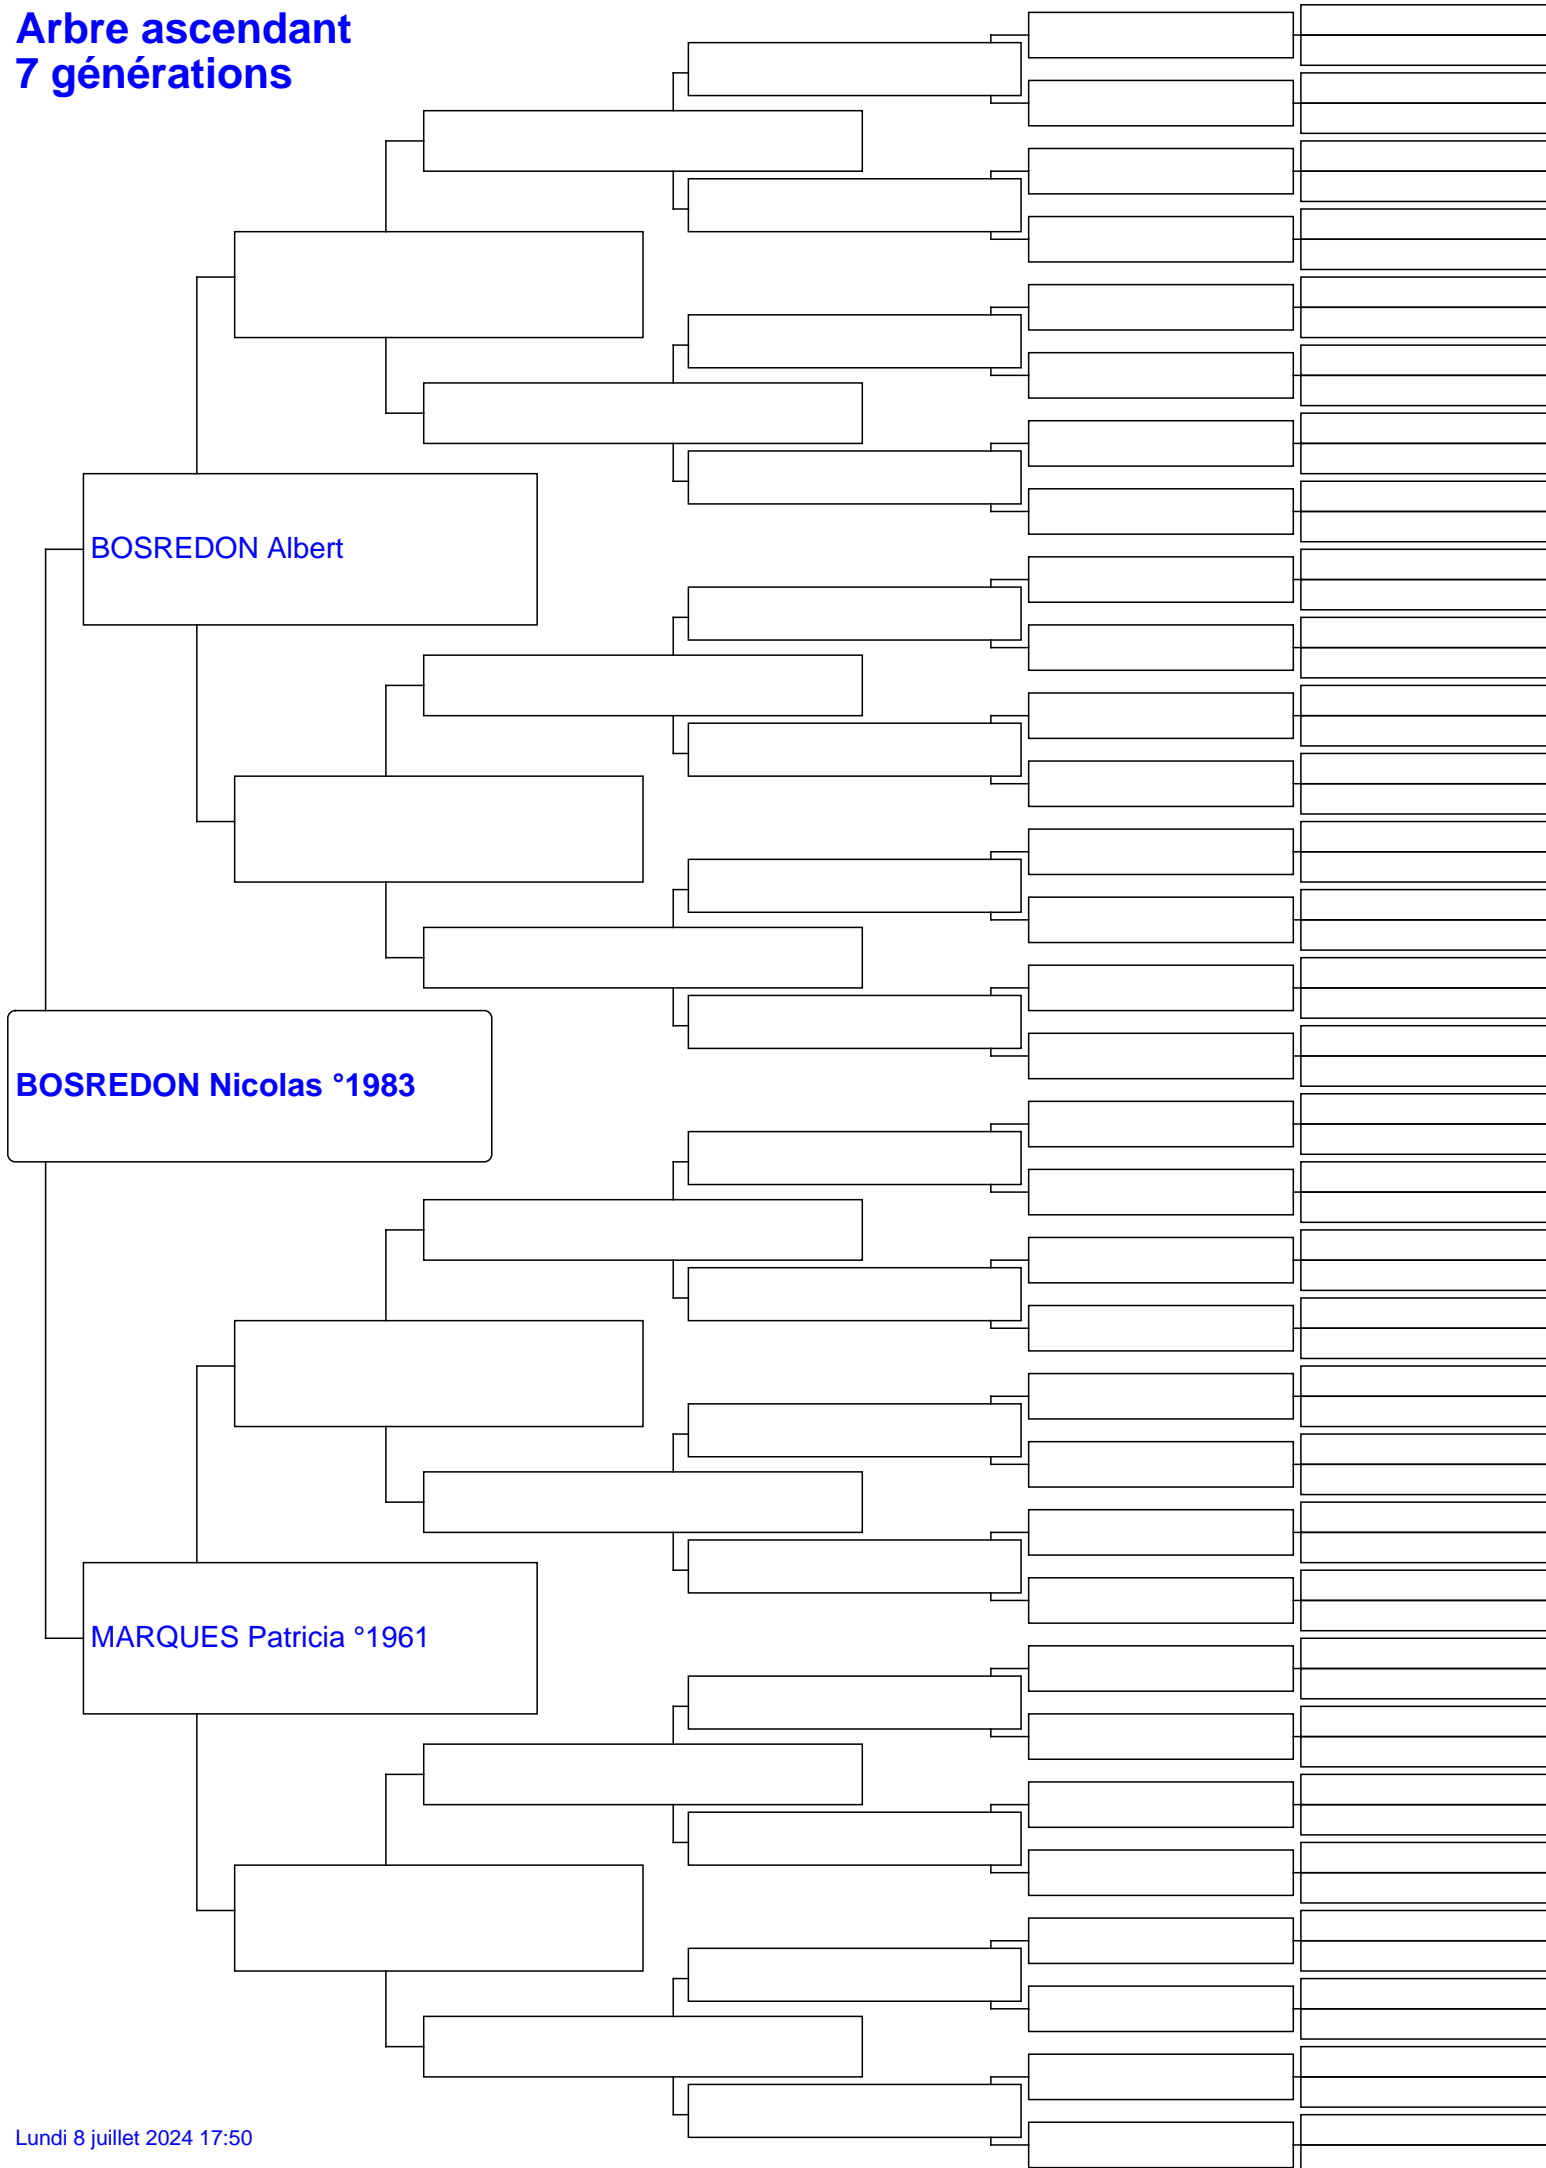 Arbre ascendant
7 générations
BOSREDON Albert
BOSREDON Nicolas °1983
MARQUES Patricia °1961
Lundi 8 juillet 2024 17:50